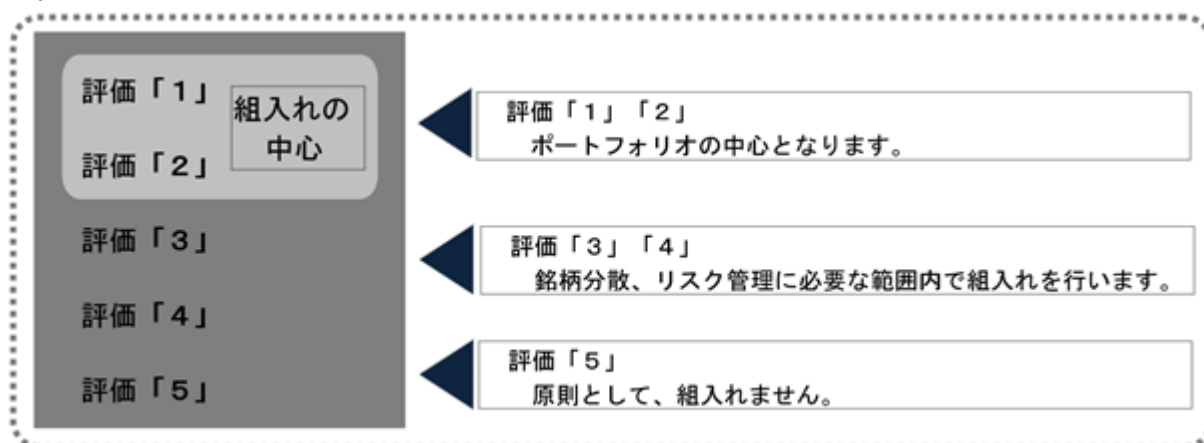 評価「１」
評価「２」
組入れの
中心
評価「３」
評価「４」
評価「５」
評価「１」「２」
ポートフォリオの中心となります。
評価「３」「４」
銘柄分散、リスク管理に必要な範囲内で組入れを行います。
評価「５」
原則として、組入れません。